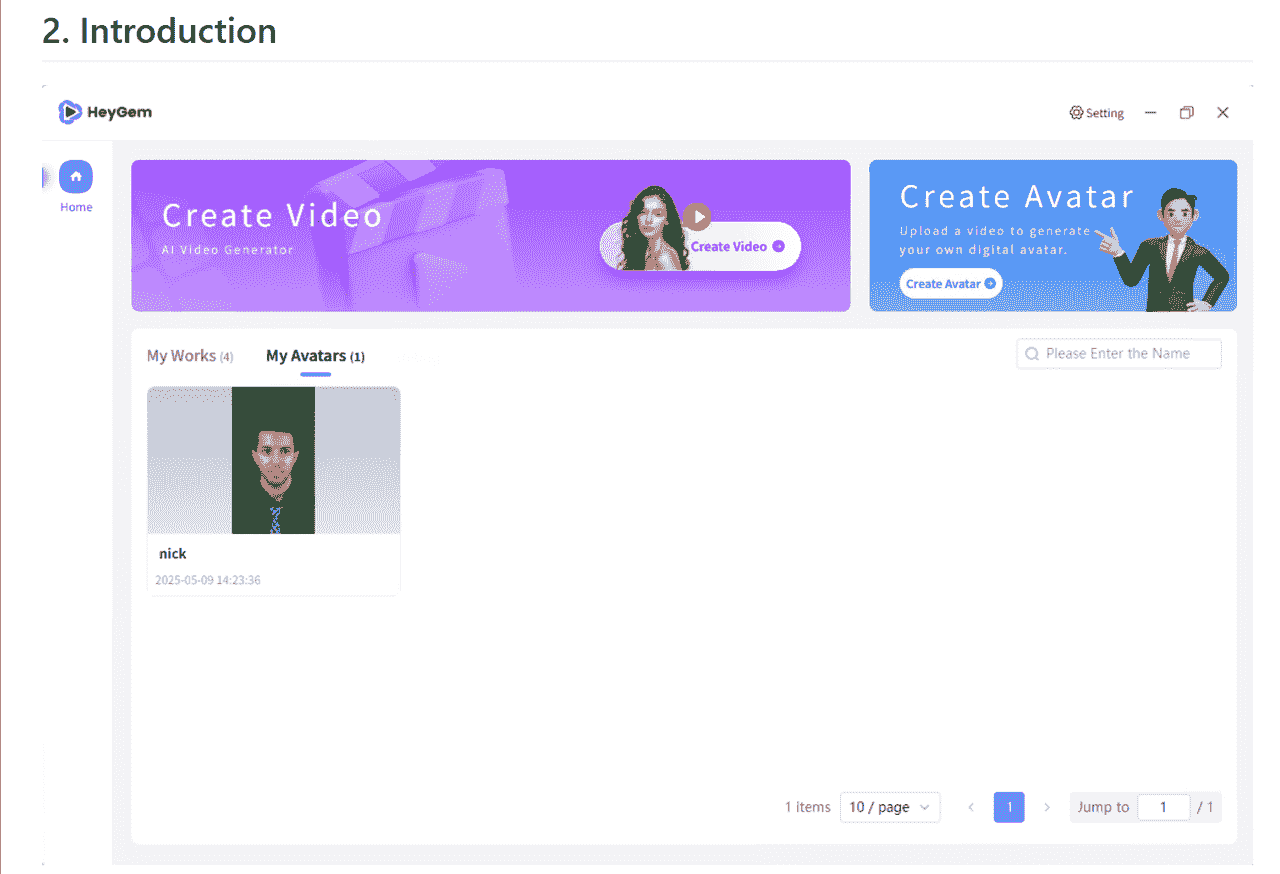 2. Introduction
HeyGem
Setting
Home
Create Video
AI Video Generator
Create Video
Create Avatar
Upload a video to generate
your own digital avatar.
Create Avatar
My Works (4)
My Avatars (1)
Please Enter the Name
nick
2025-05-09 14:23:36
1 items
10 / page
1
Jump to
1
/ 1